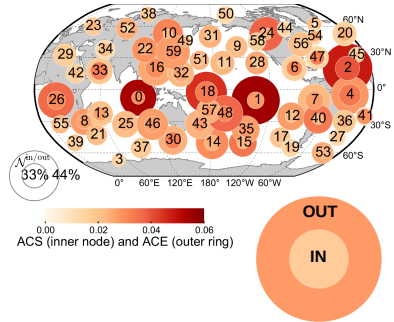 38 50
23 52 10 31 24 44 5 20
49 58 54
29 34 22 59 9 56 45
51 11 28 47
42 33 16 32 6 2
26 0 18 1 7 4
13 57 48 12 40 41
55 8 25 46 43 35 36
39 21 17 27
37 30 14 15 19 53
3
60°N
30°N
0°
30°S
60°S
0° 60°E 120°E 180° 120°W 60°W
𝒩 in/out
33% 44%
0.00 0.02 0.04 0.06
ACS (inner node) and ACE (outer ring)
OUT
IN